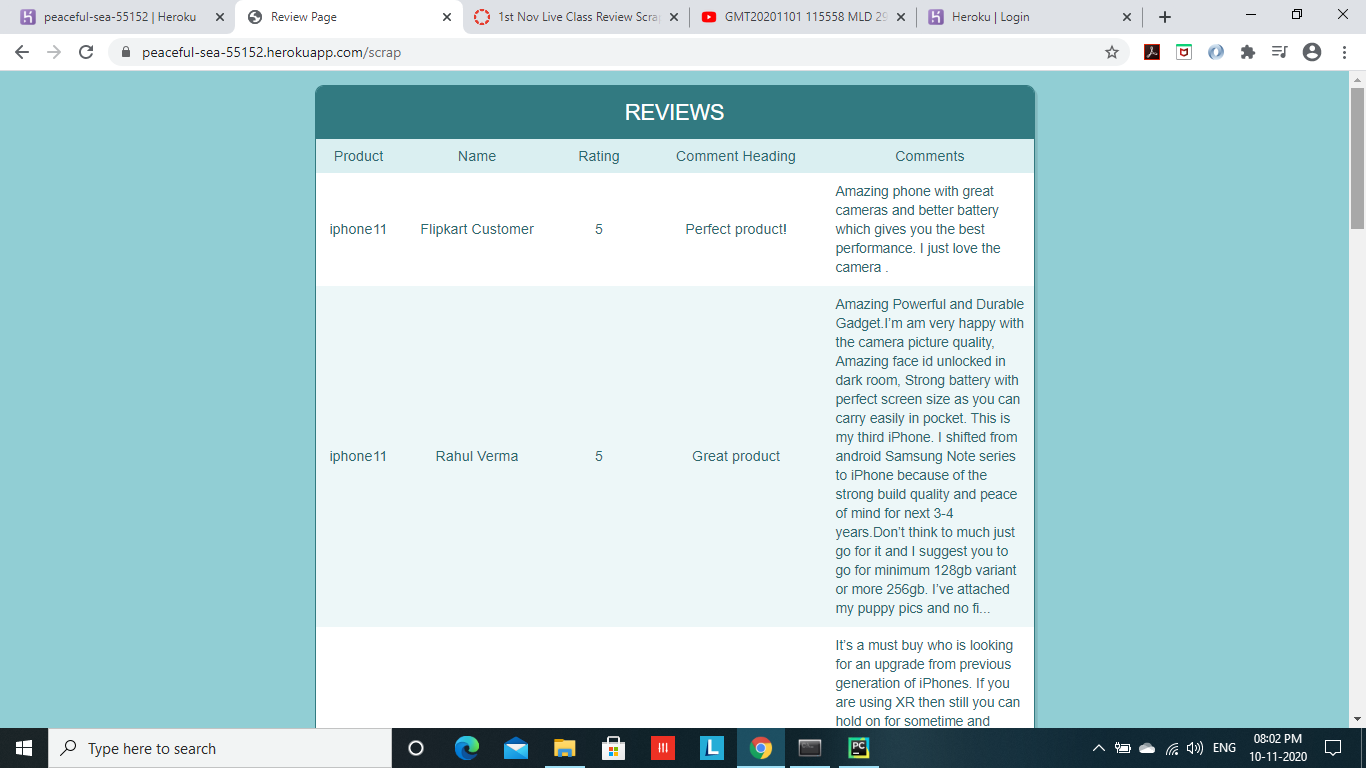 peaceful-sea-55152 | Heroku
Review Page
1st Nov Live Class Review Scrap
GMT20201101 115558 MLD 29
Heroku | Login
peaceful-sea-55152.herokuapp.com/scrap
REVIEWS
Product Name Rating Comment Heading Comments
iphone11 Flipkart Customer 5 Perfect product!
Amazing phone with great
cameras and better battery
which gives you the best
performance. I just love the
camera .
iphone11 Rahul Verma 5 Great product
Amazing Powerful and Durable
Gadget.I’m am very happy with
the camera picture quality,
Amazing face id unlocked in
dark room, Strong battery with
perfect screen size as you can
carry easily in pocket. This is
my third iPhone. I shifted from
android Samsung Note series
to iPhone because of the
strong build quality and peace
of mind for next 3-4
years.Don’t think to much just
go for it and I suggest you to
go for minimum 128gb variant
or more 256gb. I’ve attached
my puppy pics and no fi...
It’s a must buy who is looking
for an upgrade from previous
generation of iPhones. If you
are using XR then still you can
hold on for sometime and
Type here to search
L
PC
ENG
08:02 PM
10-11-2020